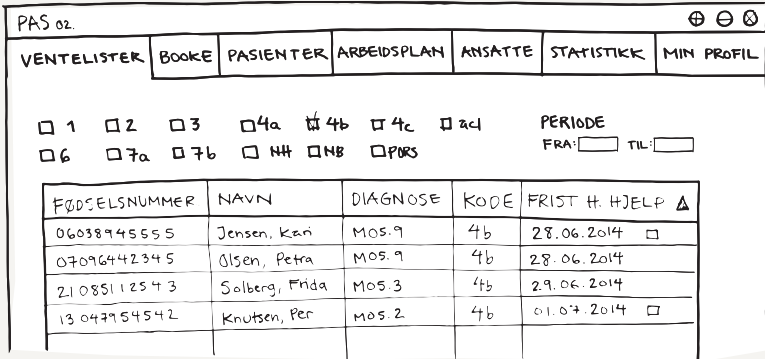 PAS 02.
VENTELISTER BOOKE PASIENTER ARBEIDSPLAN ANSATTE STATISTIKK MIN PROFIL
1 2 3 4a 4b 4c acl PERIODE
FRA: TIL:
6 7a 7b NH NB PORS
FØDSELSNUMMER NAVN DIAGNOSE KODE FRIST H. HJELP
06038945555 Jensen, Kari M05.9 4b 28.06.2014
07096442345 Olsen, Petra M05.9 4b 28.06.2014
21085112543 Solberg, Frida M05.3 4b 29.06.2014
13047954542 Knutsen, Per M05.2 4b 01.07.2014